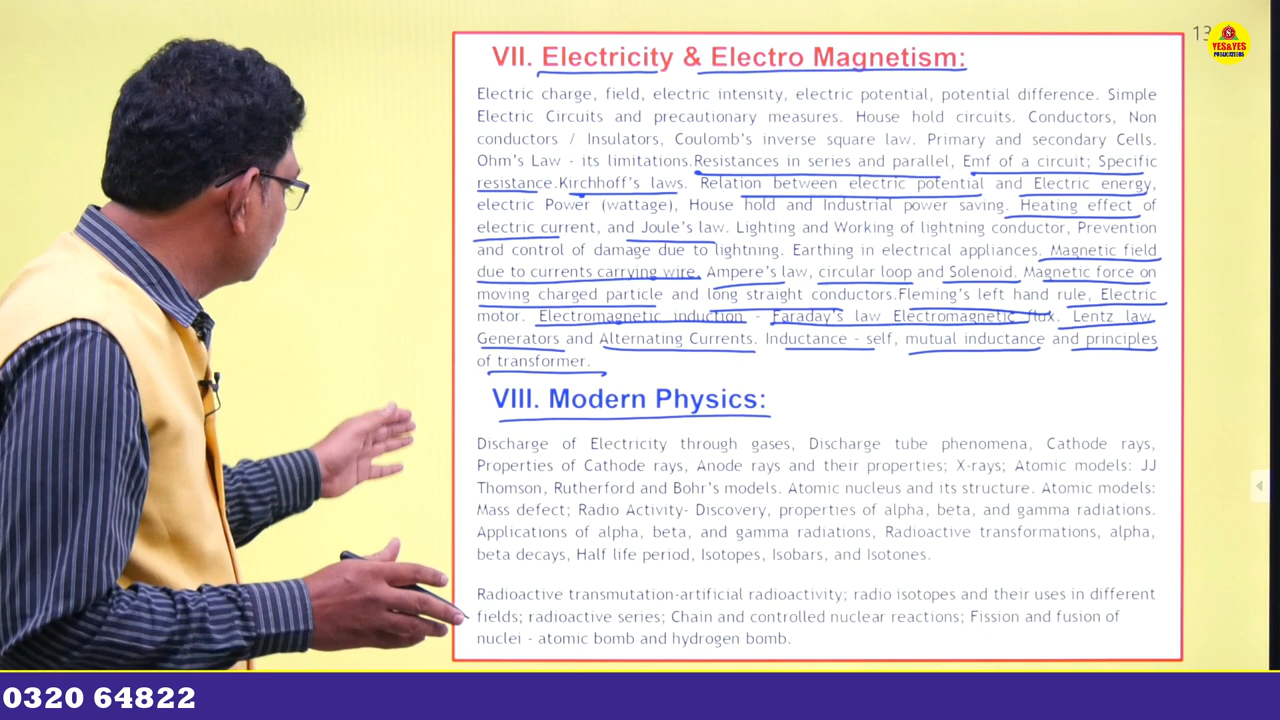 13
YES&YES
PUBLICATIONS
VII. Electricity & Electro Magnetism:
Electric charge, field, electric intensity, electric potential, potential difference. Simple
Electric Circuits and precautionary measures. House hold circuits. Conductors, Non
conductors / Insulators, Coulomb's inverse square law. Primary and secondary Cells.
Ohm's Law - its limitations.Resistances in series and parallel, Emf of a circuit; Specific
resistance.Kirchhoff's laws. Relation between electric potential and Electric energy,
electric Power (wattage), House hold and Industrial power saving. Heating effect of
electric current, and Joule's law. Lighting and Working of lightning conductor, Prevention
and control of damage due to lightning. Earthing in electrical appliances. Magnetic field
due to currents carrying wire. Ampere's law, circular loop and Solenoid. Magnetic force on
moving charged particle and long straight conductors.Fleming's left hand rule, Electric
motor. Electromagnetic induction - Faraday's law Electromagnetic flux. Lentz law,
Generators and Alternating Currents. Inductance - self, mutual inductance and principles
of transformer.
VIII. Modern Physics:
Discharge of Electricity through gases, Discharge tube phenomena, Cathode rays,
Properties of Cathode rays, Anode rays and their properties; X-rays; Atomic models: JJ
Thomson, Rutherford and Bohr's models. Atomic nucleus and its structure. Atomic models:
Mass defect; Radio Activity- Discovery, properties of alpha, beta, and gamma radiations.
Applications of alpha, beta, and gamma radiations, Radioactive transformations, alpha,
beta decays, Half life period, Isotopes, Isobars, and Isotones.
Radioactive transmutation-artificial radioactivity; radio isotopes and their uses in different
fields; radioactive series; Chain and controlled nuclear reactions; Fission and fusion of
nuclei - atomic bomb and hydrogen bomb.
0320 64822